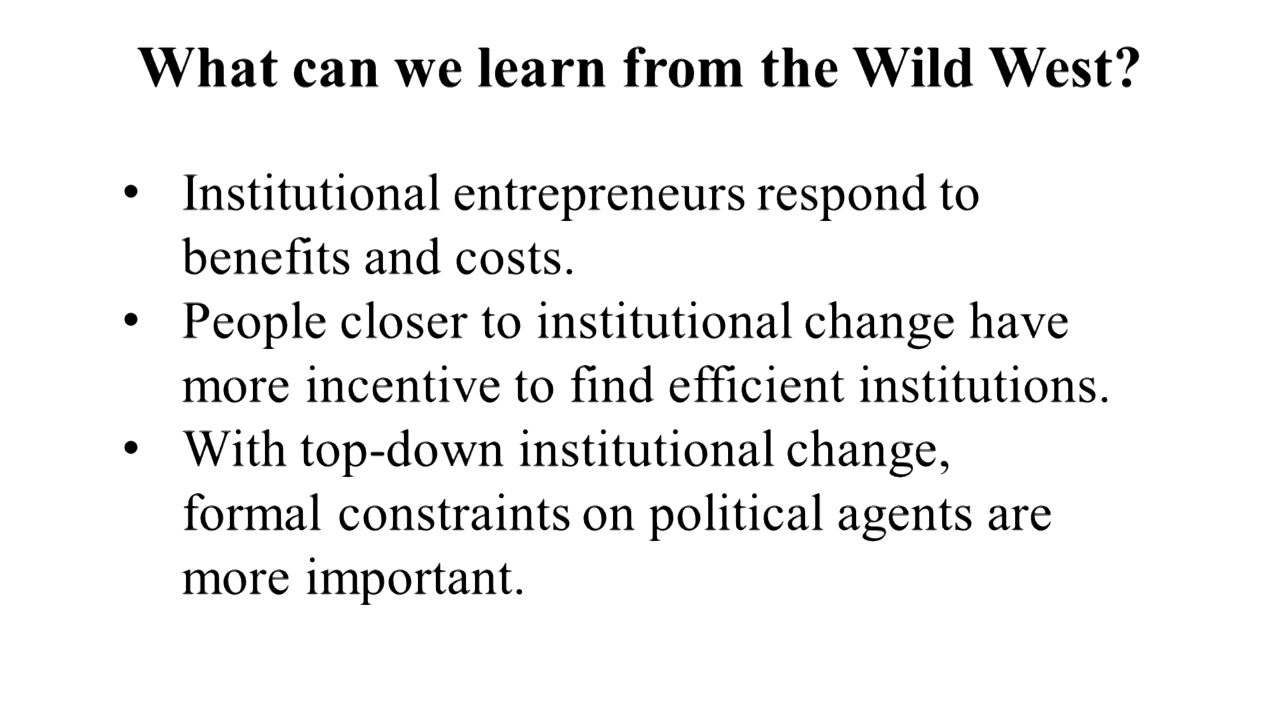 What can we learn from the Wild West?
• Institutional entrepreneurs respond to
benefits and costs.
• People closer to institutional change have
more incentive to find efficient institutions.
• With top-down institutional change,
formal constraints on political agents are
more important.